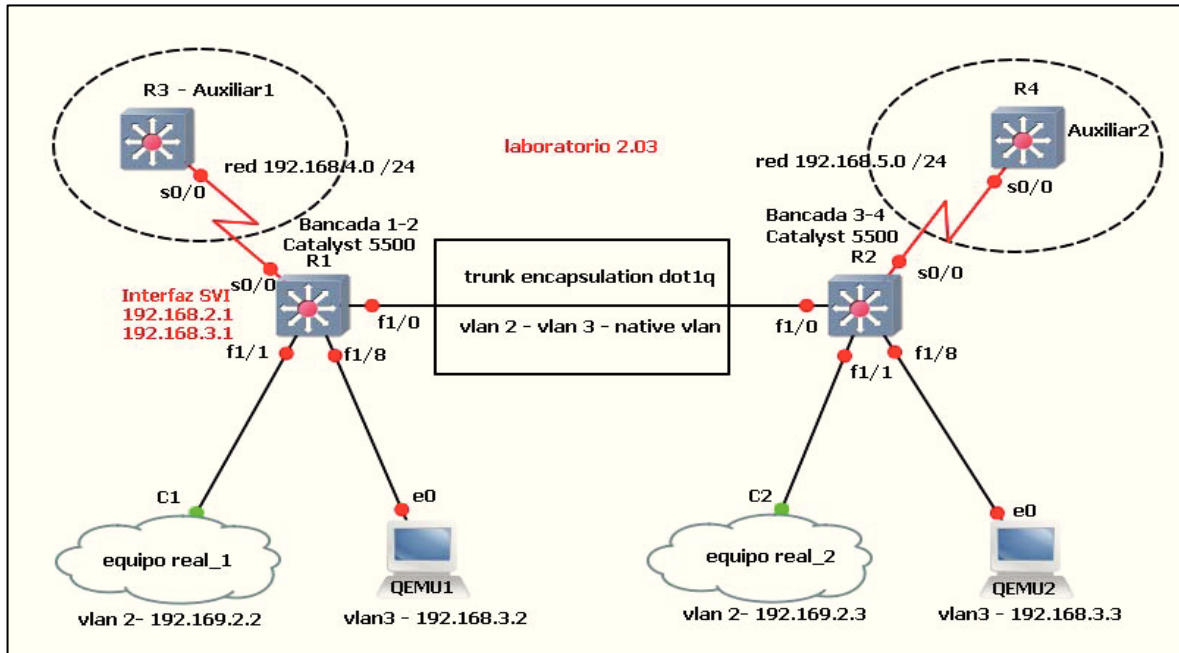 R3 - Auxiliar1
s0/0
red 192.168.4.0 /24
laboratorio 2.03
R4
Auxiliar2
red 192.168.5.0 /24
s0/0
Bancada 1-2
Catalyst 5500
R1
s0/0
Interfaz SVI
192.168.2.1
192.168.3.1
f1/0
f1/1
f1/8
trunk encapsulation dot1q
vlan 2 - vlan 3 - native vlan
Bancada 3-4
Catalyst 5500
R2
s0/0
f1/0
f1/1
f1/8
C1
equipo real_1
vlan 2- 192.169.2.2
e0
QEMU1
vlan3 - 192.168.3.2
C2
equipo real_2
vlan 2- 192.169.2.3
e0
QEMU2
vlan3 - 192.168.3.3